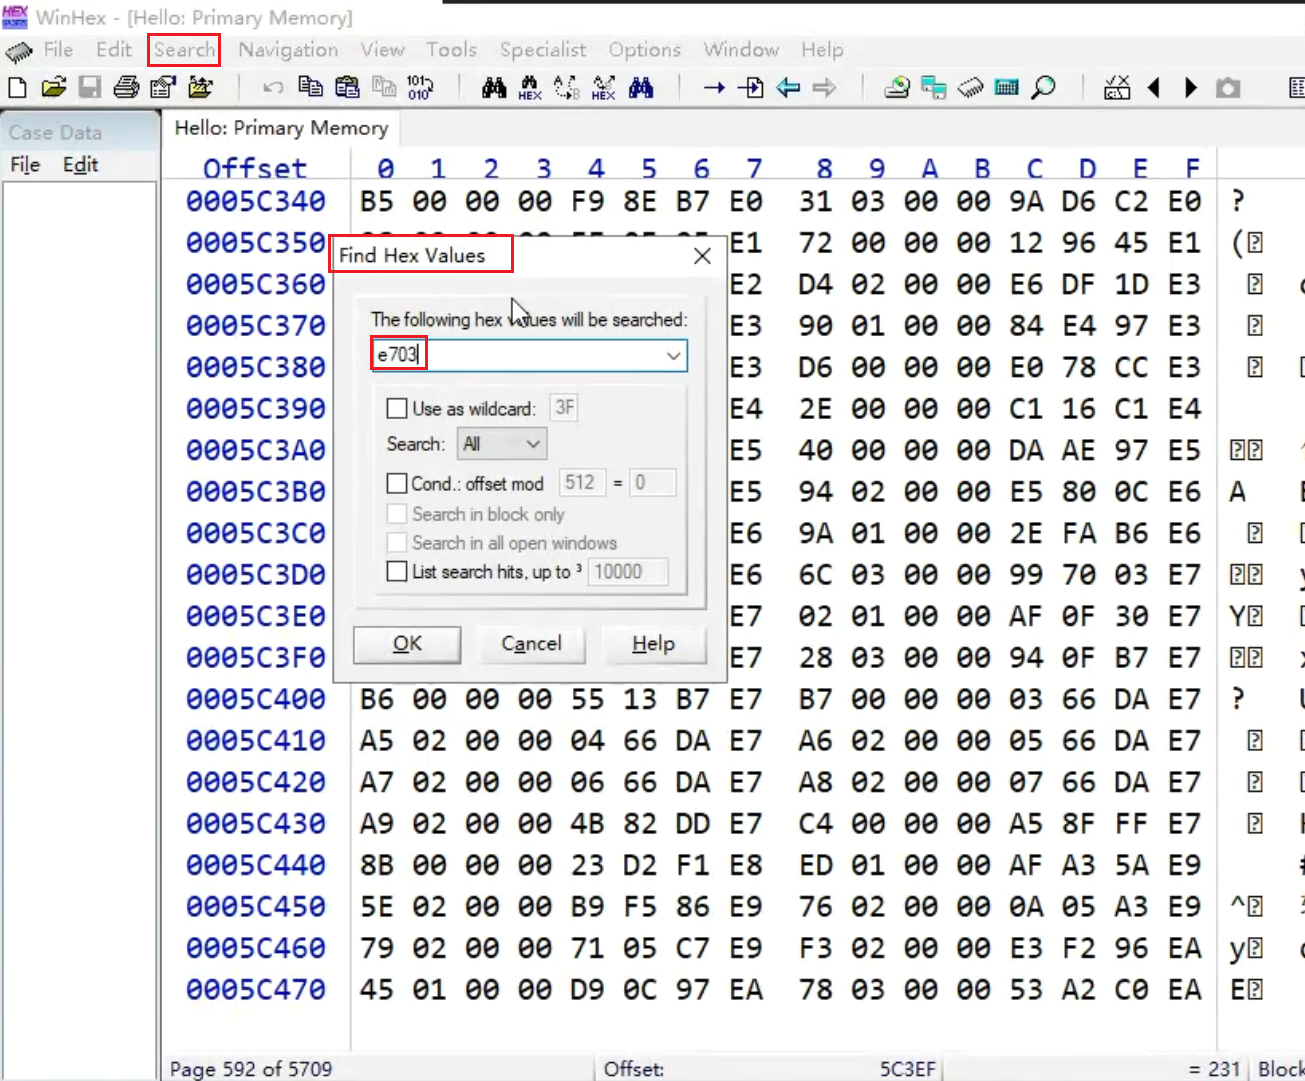 WinHex - [Hello: Primary Memory]
File Edit Search Navigation View Tools Specialist Options Window Help
Case Data
File Edit
Hello: Primary Memory
Offset 0 1 2 3 4 5 6 7 8 9 A B C D E F
0005C340 B5 00 00 00 F9 8E B7 E0 31 03 00 00 9A D6 C2 E0 ?
0005C350 E1 72 00 00 00 12 96 45 E1
0005C360 E2 D4 02 00 00 E6 DF 1D E3
0005C370 E3 90 01 00 00 84 E4 97 E3
0005C380 E3 D6 00 00 00 E0 78 CC E3
0005C390 E4 2E 00 00 00 C1 16 C1 E4
0005C3A0 E5 40 00 00 00 DA AE 97 E5
0005C3B0 E5 94 02 00 00 E5 80 0C E6 A
0005C3C0 E6 9A 01 00 00 2E FA B6 E6
0005C3D0 E6 6C 03 00 00 99 70 03 E7
0005C3E0 E7 02 01 00 00 AF 0F 30 E7 Y
0005C3F0 E7 28 03 00 00 94 0F B7 E7
0005C400 B6 00 00 00 55 13 B7 E7 B7 00 00 00 03 66 DA E7 ?
0005C410 A5 02 00 00 04 66 DA E7 A6 02 00 00 05 66 DA E7
0005C420 A7 02 00 00 06 66 DA E7 A8 02 00 00 07 66 DA E7
0005C430 A9 02 00 00 4B 82 DD E7 C4 00 00 00 A5 8F FF E7
0005C440 8B 00 00 00 23 D2 F1 E8 ED 01 00 00 AF A3 5A E9
0005C450 5E 02 00 00 B9 F5 86 E9 76 02 00 00 0A 05 A3 E9 ^
0005C460 79 02 00 00 71 05 C7 E9 F3 02 00 00 E3 F2 96 EA y
0005C470 45 01 00 00 D9 0C 97 EA 78 03 00 00 53 A2 C0 EA E
Find Hex Values
The following hex values will be searched:
e703
Use as wildcard: 3F
Search: All
Cond.: offset mod 512 = 0
Search in block only
Search in all open windows
List search hits, up to ³ 10000
OK Cancel Help
Page 592 of 5709 Offset: 5C3EF = 231 Block